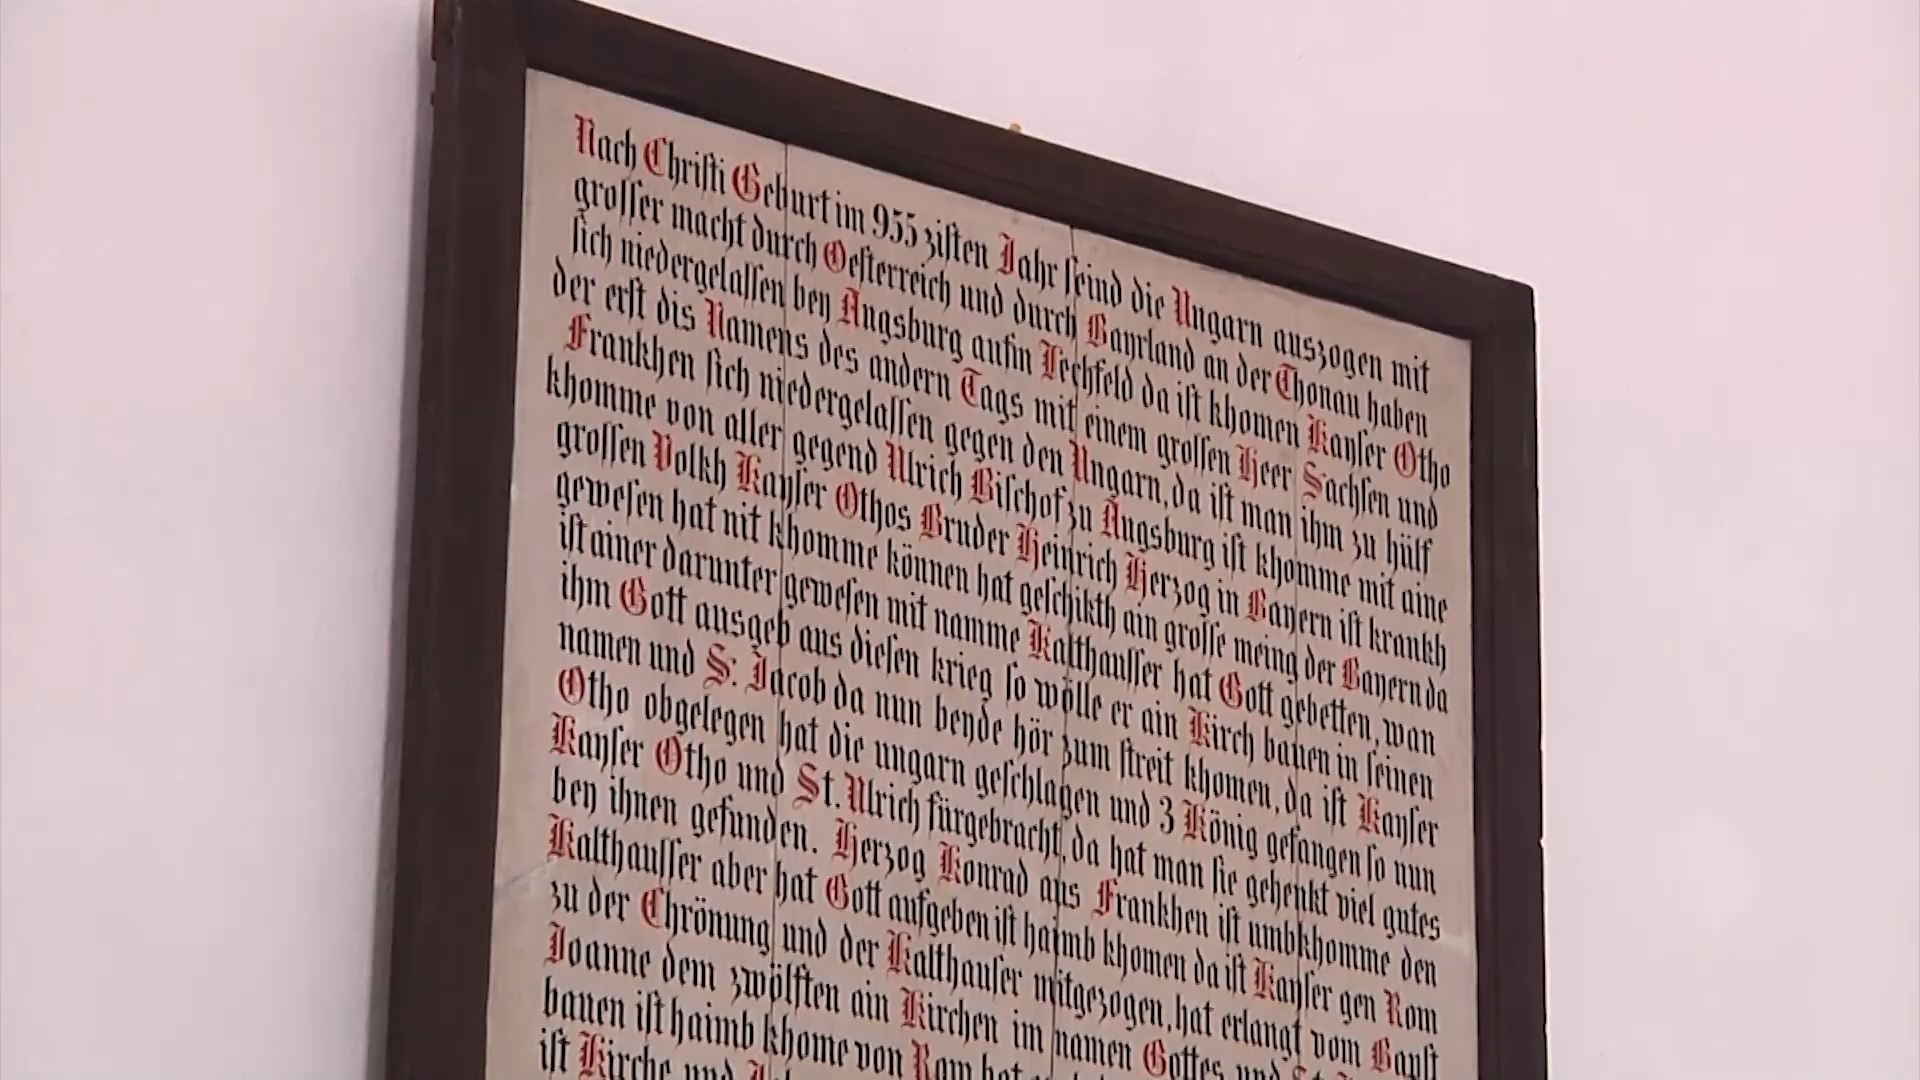 Nach Christi Geburt im 955 zisten Jahr seind die Ungarn auszogen mit
grosser macht durch Oesterreich und durch Bayrland an der Thonau haben
sich niedergelassen bey Augsburg aufm Lechfeld da ist khomen Kayser Otho
der erst dis Namens des andern Tags mit einem grossen Heer Sachsen und
Frankhen sich niedergelassen gegen den Ungarn, da ist man ihm zu hülf
khomme von aller gegend Ulrich Bischof zu Augsburg ist khomme mit aine
grossen Volkh Kayser Othos Bruder Heinrich Herzog in Bayern ist krankh
gewesen hat nit khomme können hat geschikth ain grosse meing der Bayern da
ist ainer darunter gewesen mit namme Kalthausser hat Gott gebetten, wan
ihm Gott ausgeb aus diesen krieg so wölle er ain Kirch bauen in seinen
namen und S: Jacob da nun beyde hör zum streit khomen, da ist Kayser
Otho obgelegen hat die ungarn geschlagen und 3 König gefangen so nun
Kayser Otho und St. Ulrich fürgebracht, da hat man sie gehenkt viel gutes
bey ihnen gefunden. Herzog Konrad aus Frankhen ist umbkhomme den
Kalthausser aber hat Gott aufgeben ist haimb khomen da ist Kayser gen Rom
zu der Chrönung und der Kalthauser mitgezogen, hat erlangt vom Bapst
Joanne dem zwölften ain Kirchen im namen Gottes und
bauen ist haimb khome von Rom
ist Kirche und